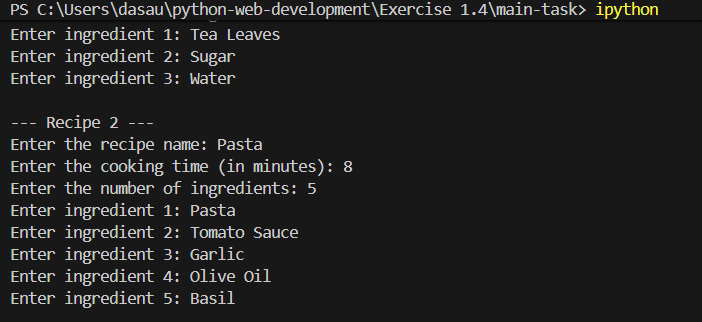 PS C:\Users\dasau\python-web-development\Exercise 1.4\main-task> ipython
Enter ingredient 1: Tea Leaves
Enter ingredient 2: Sugar
Enter ingredient 3: Water
--- Recipe 2 ---
Enter the recipe name: Pasta
Enter the cooking time (in minutes): 8
Enter the number of ingredients: 5
Enter ingredient 1: Pasta
Enter ingredient 2: Tomato Sauce
Enter ingredient 3: Garlic
Enter ingredient 4: Olive Oil
Enter ingredient 5: Basil